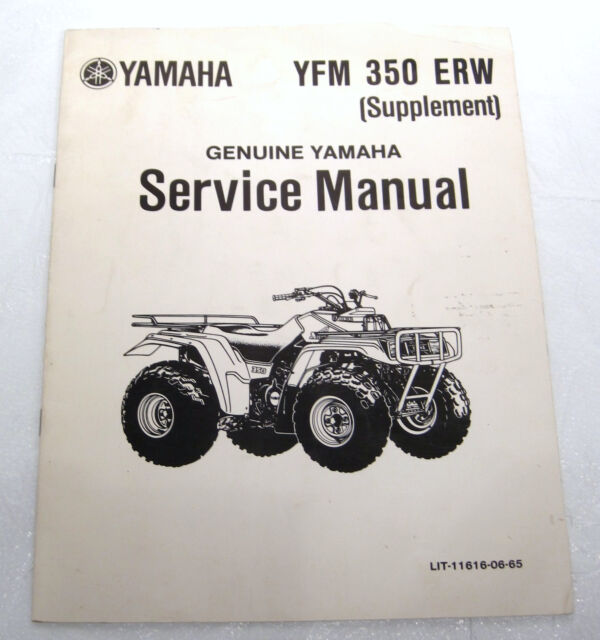 YAMAHA YFM 350 ERW
(Supplement)
GENUINE YAMAHA
Service Manual
350
LIT-11616-06-65